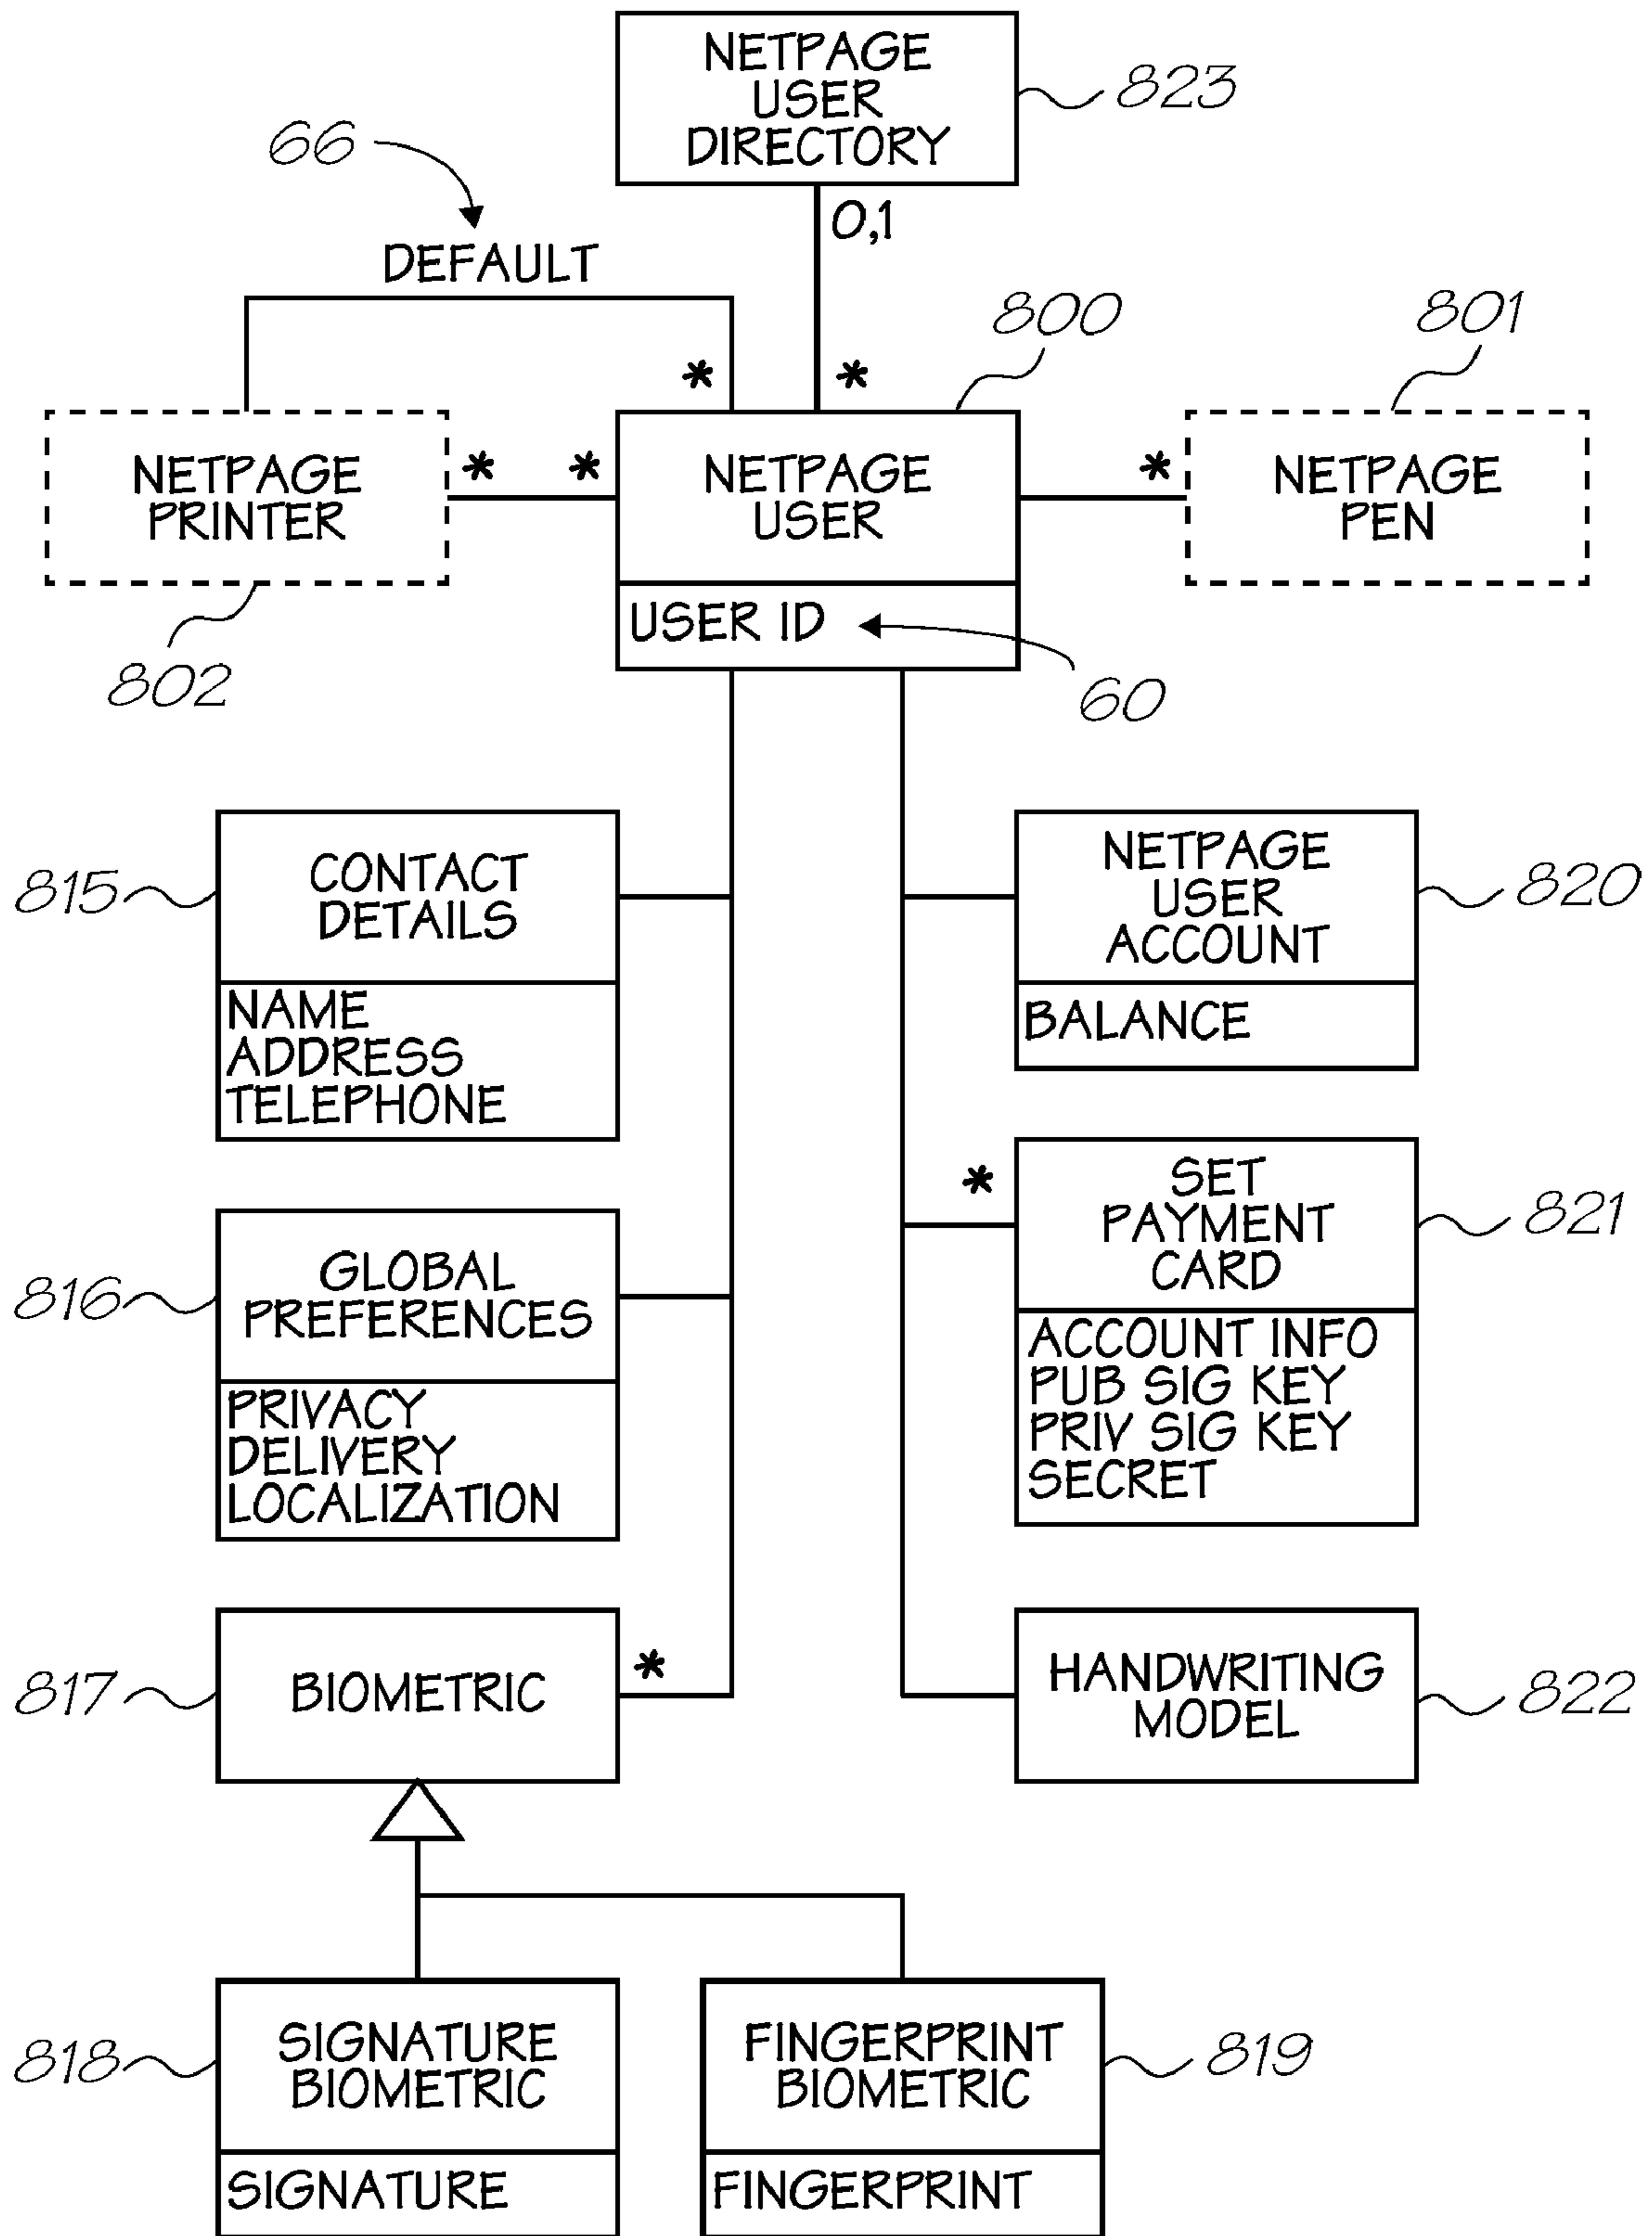 NETPAGE
USER
DIRECTORY
823
66
0,1
DEFAULT
800
801
*
*
NETPAGE
PRINTER
*
*
NETPAGE
USER
*
NETPAGE
PEN
USER ID
802
60
815
CONTACT
DETAILS
NAME
ADDRESS
TELEPHONE
NETPAGE
USER
ACCOUNT
820
BALANCE
816
GLOBAL
PREFERENCES
PRIVACY
DELIVERY
LOCALIZATION
*
SET
PAYMENT
CARD
821
ACCOUNT INFO
PUB SIG KEY
PRIV SIG KEY
SECRET
817
BIOMETRIC
*
HANDWRITING
MODEL
822
818
SIGNATURE
BIOMETRIC
SIGNATURE
FINGERPRINT
BIOMETRIC
819
FINGERPRINT